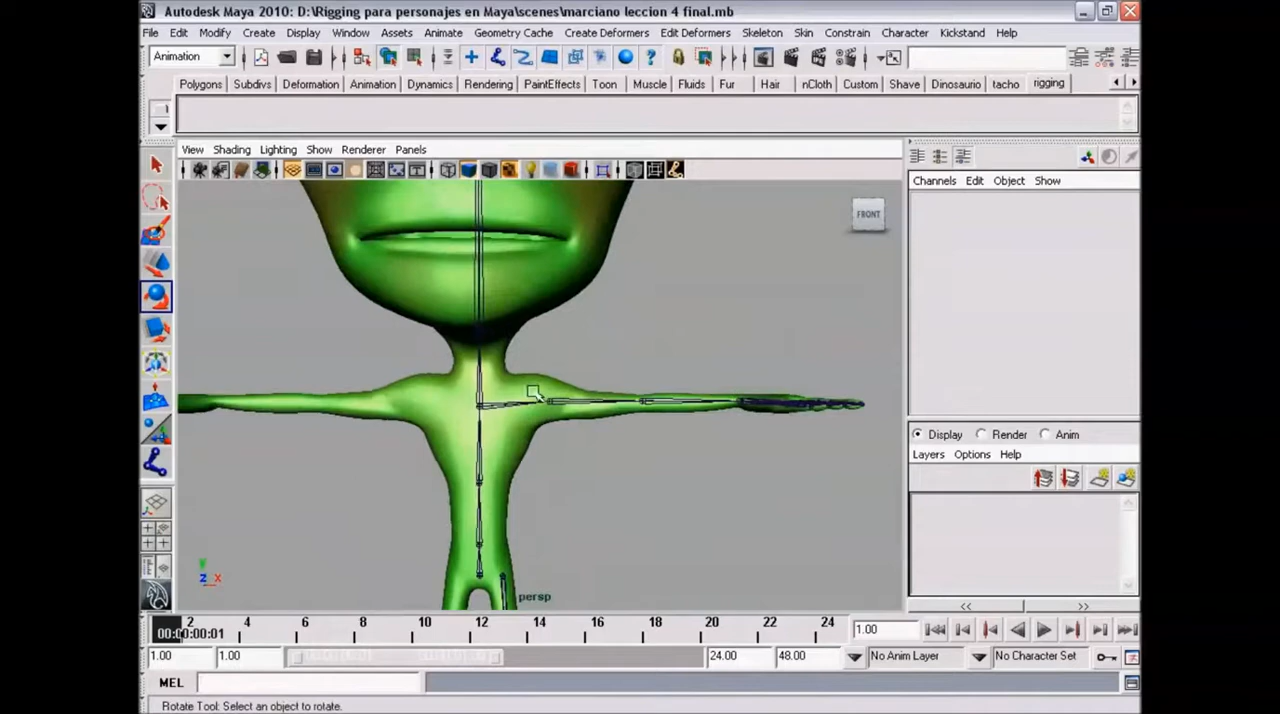 Autodesk Maya 2010: D:\Rigging para personajes en Maya\scenes\marciano leccion 4 final.mb
File Edit Modify Create Display Window Assets Animate Geometry Cache Create Deformers Edit Deformers Skeleton Skin Constrain Character Kickstand Help
Animation
Polygons Subdivs Deformation Animation Dynamics Rendering PaintEffects Toon Muscle Fluids Fur Hair nCloth Custom Shave Dinosaurio tacho rigging
View Shading Lighting Show Renderer Panels
Channels Edit Object Show
FRONT
Display Render Anim
Layers Options Help
y
z x
persp
2 4 6 8 10 12 14 16 18 20 22 24
00:00:00:01
1.00
1.00 1.00 24.00 48.00 No Anim Layer No Character Set
MEL
Rotate Tool: Select an object to rotate.